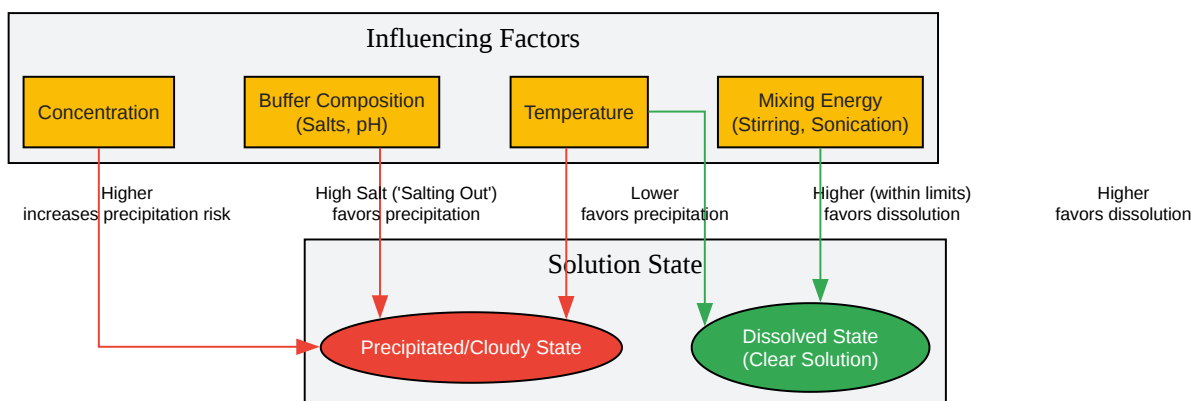 Influencing Factors
Concentration
Buffer Composition
(Salts, pH)
Temperature
Mixing Energy
(Stirring, Sonication)
Higher
increases precipitation risk
High Salt ('Salting Out')
favors precipitation
Lower
favors precipitation
Higher (within limits)
favors dissolution
Higher
favors dissolution
Solution State
Precipitated/Cloudy State
Dissolved State
(Clear Solution)